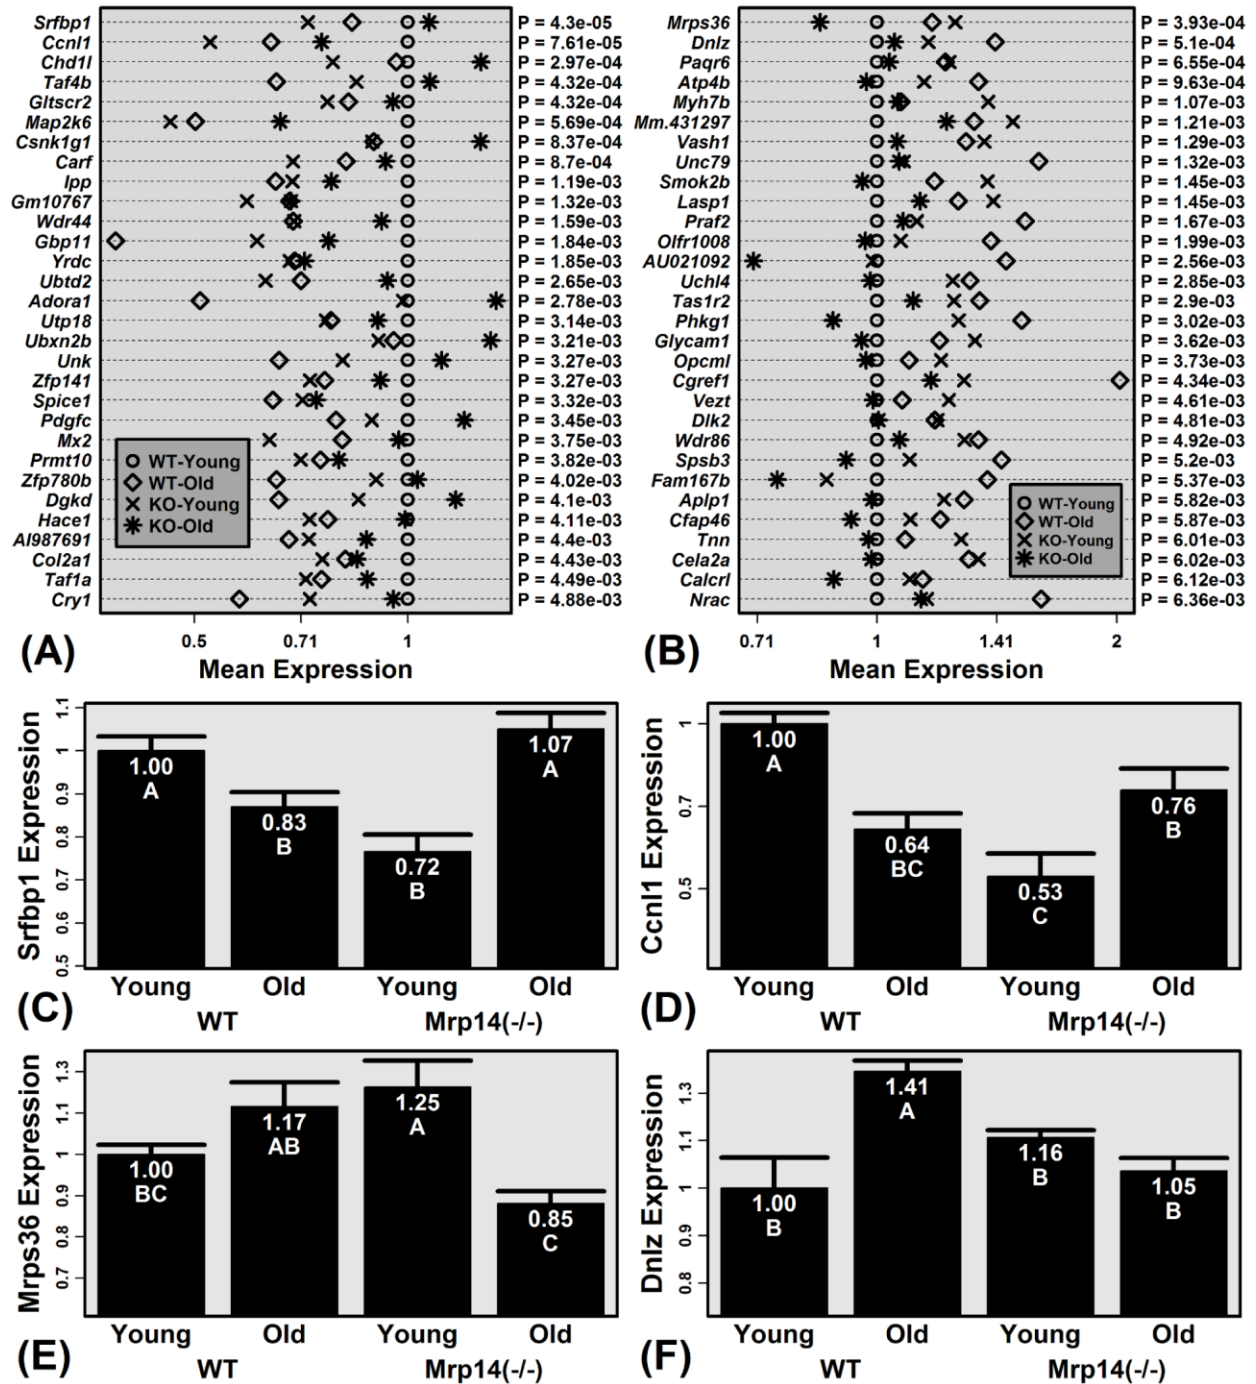 Srfbp1 P = 4.3e-05
Ccnl1 P = 7.61e-05
Chd1l P = 2.97e-04
Taf4b P = 4.32e-04
Gltscr2 P = 4.32e-04
Map2k6 P = 5.69e-04
Csnk1g1 P = 8.37e-04
Carf P = 8.7e-04
Ipp P = 1.19e-03
Gm10767 P = 1.32e-03
Wdr44 P = 1.59e-03
Gbp11 P = 1.84e-03
Yrdc P = 1.85e-03
Ubtd2 P = 2.65e-03
Adora1 P = 2.78e-03
Utp18 P = 3.14e-03
Ubxn2b P = 3.21e-03
Unk P = 3.27e-03
Zfp141 P = 3.27e-03
Spice1 P = 3.32e-03
Pdgfc P = 3.45e-03
Mx2 P = 3.75e-03
Prmt10 P = 3.82e-03
Zfp780b P = 4.02e-03
Dgkd P = 4.1e-03
Hace1 P = 4.11e-03
AI987691 P = 4.4e-03
Col2a1 P = 4.43e-03
Taf1a P = 4.49e-03
Cry1 P = 4.88e-03
WT-Young
WT-Old
KO-Young
KO-Old
0.5 0.71 1
(A) Mean Expression
Mrps36 P = 3.93e-04
Dnlz P = 5.1e-04
Paqr6 P = 6.55e-04
Atp4b P = 9.63e-04
Myh7b P = 1.07e-03
Mm.431297 P = 1.21e-03
Vash1 P = 1.29e-03
Unc79 P = 1.32e-03
Smok2b P = 1.45e-03
Lasp1 P = 1.45e-03
Praf2 P = 1.67e-03
Olfr1008 P = 1.99e-03
AU021092 P = 2.56e-03
Uchl4 P = 2.85e-03
Tas1r2 P = 2.9e-03
Phkg1 P = 3.02e-03
Glycam1 P = 3.62e-03
Opcml P = 3.73e-03
Cgref1 P = 4.34e-03
Vezt P = 4.61e-03
Dlk2 P = 4.81e-03
Wdr86 P = 4.92e-03
Spsb3 P = 5.2e-03
Fam167b P = 5.37e-03
Aplp1 P = 5.82e-03
Cfap46 P = 5.87e-03
Tnn P = 6.01e-03
Cela2a P = 6.02e-03
Calcrl P = 6.12e-03
Nrac P = 6.36e-03
WT-Young
WT-Old
KO-Young
KO-Old
0.71 1 1.41 2
(B) Mean Expression
Srfbp1 Expression
1.1
1
0.9
0.8
0.7
0.6
0.5
1.00 0.83 0.72 1.07
A B B A
Young Old Young Old
(C) WT Mrp14(-/-)
Ccnl1 Expression
1
0.7
0.5
1.00 0.64 0.53 0.76
A BC C B
Young Old Young Old
(D) WT Mrp14(-/-)
Mrps36 Expression
1.3
1.1
1
0.9
0.8
0.7
1.00 1.17 1.25 0.85
BC AB A C
Young Old Young Old
(E) WT Mrp14(-/-)
Dnlz Expression
1.3
1.1
1
0.9
0.8
1.00 1.41 1.16 1.05
B A B B
Young Old Young Old
(F) WT Mrp14(-/-)